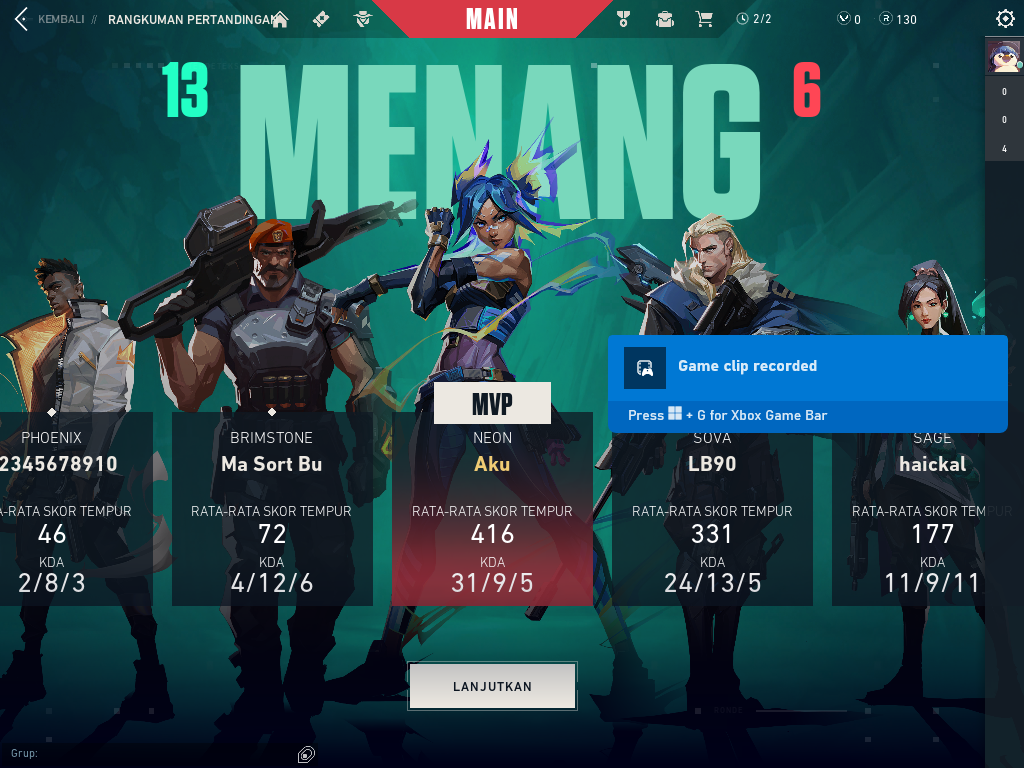 KEMBALI // RANGKUMAN PERTANDINGAN
MAIN
2/2
0
130
13
MENANG
6
0
0
4
Game clip recorded
Press + G for Xbox Game Bar
MVP
PHOENIX
BRIMSTONE
NEON
SOVA
SAGE
2345678910
Ma Sort Bu
Aku
LB90
haickal
A-RATA SKOR TEMPUR
RATA-RATA SKOR TEMPUR
RATA-RATA SKOR TEMPUR
RATA-RATA SKOR TEMPUR
RATA-RATA SKOR TEMPUR
46
72
416
331
177
KDA
KDA
KDA
KDA
KDA
2/8/3
4/12/6
31/9/5
24/13/5
11/9/11
LANJUTKAN
Grup: